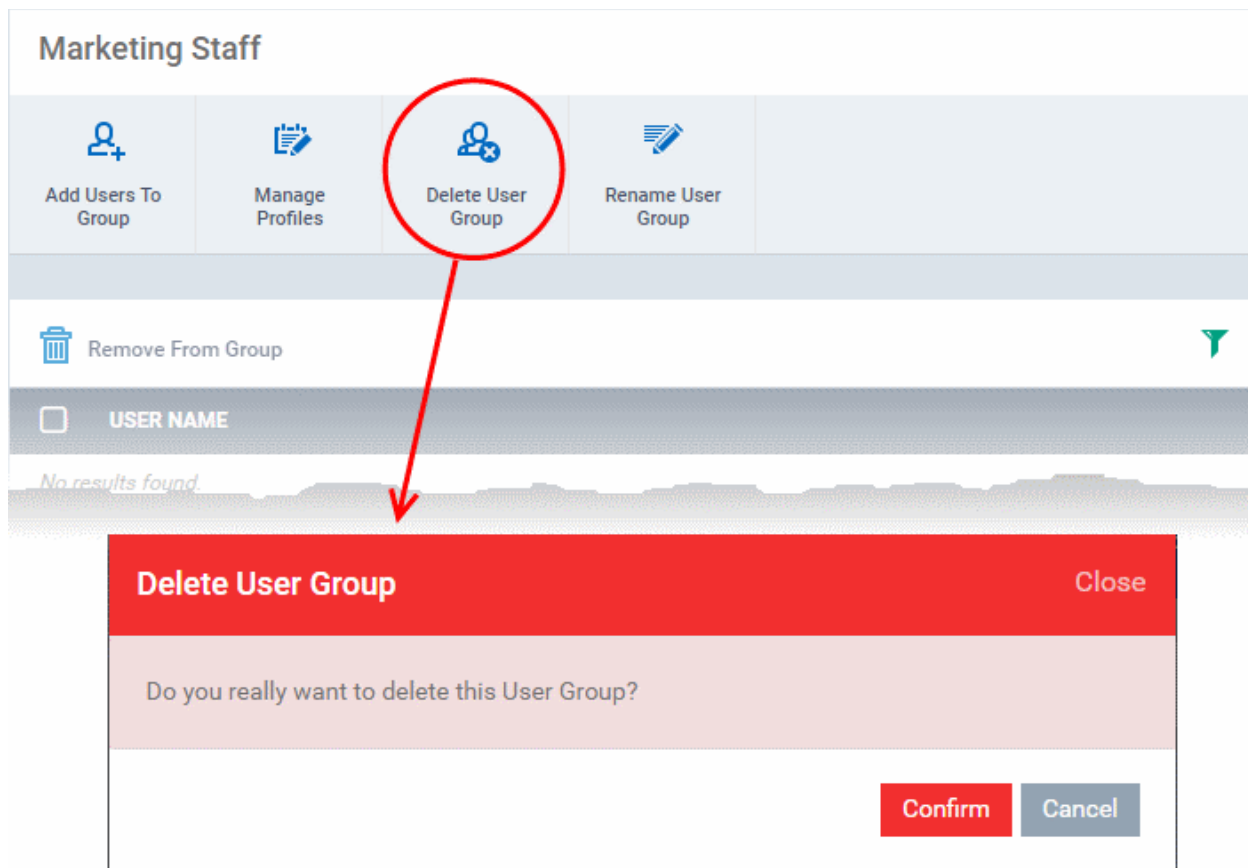 Marketing Staff
Add Users To
Group
Manage
Profiles
Delete User
Group
Rename User
Group
Remove From Group
USER NAME
No results found.
Delete User Group
Close
Do you really want to delete this User Group?
Confirm
Cancel